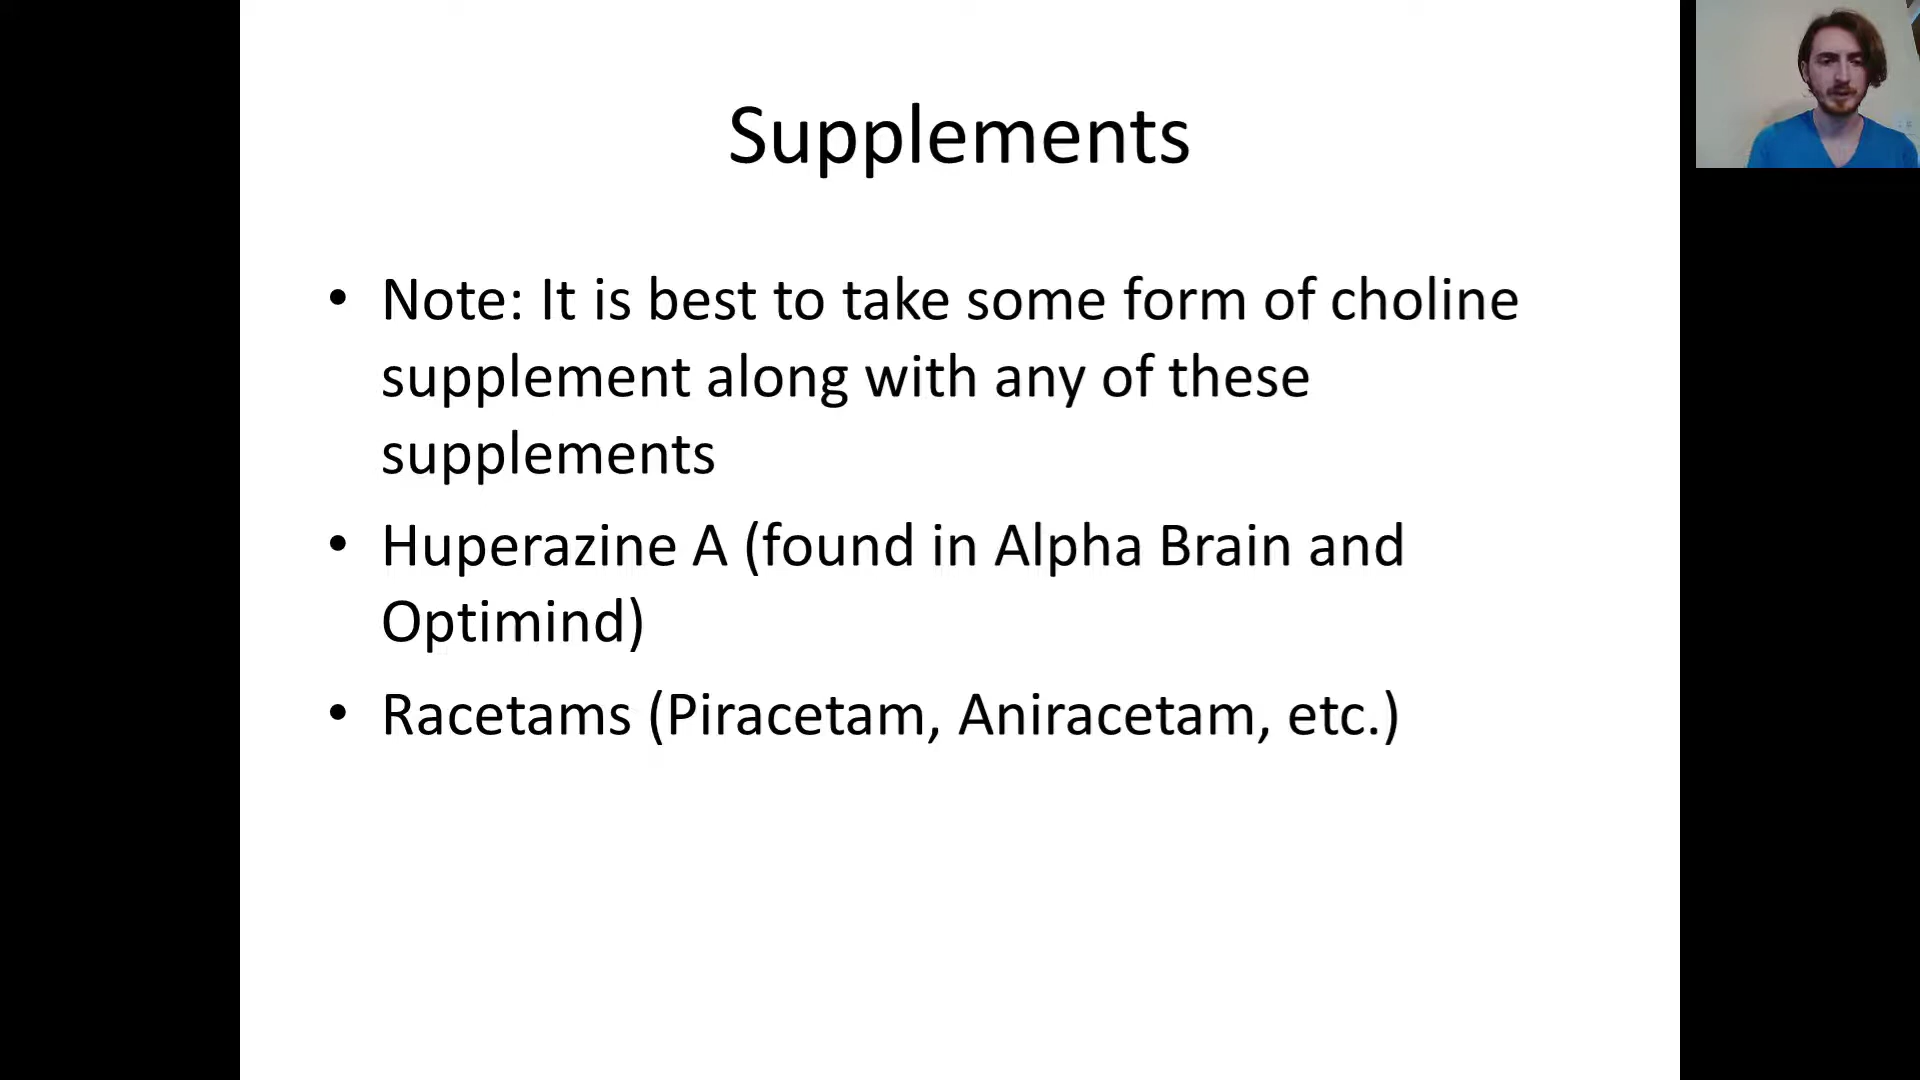 Supplements
• Note: It is best to take some form of choline
supplement along with any of these
supplements
• Huperazine A (found in Alpha Brain and
Optimind)
• Racetams (Piracetam, Aniracetam, etc.)